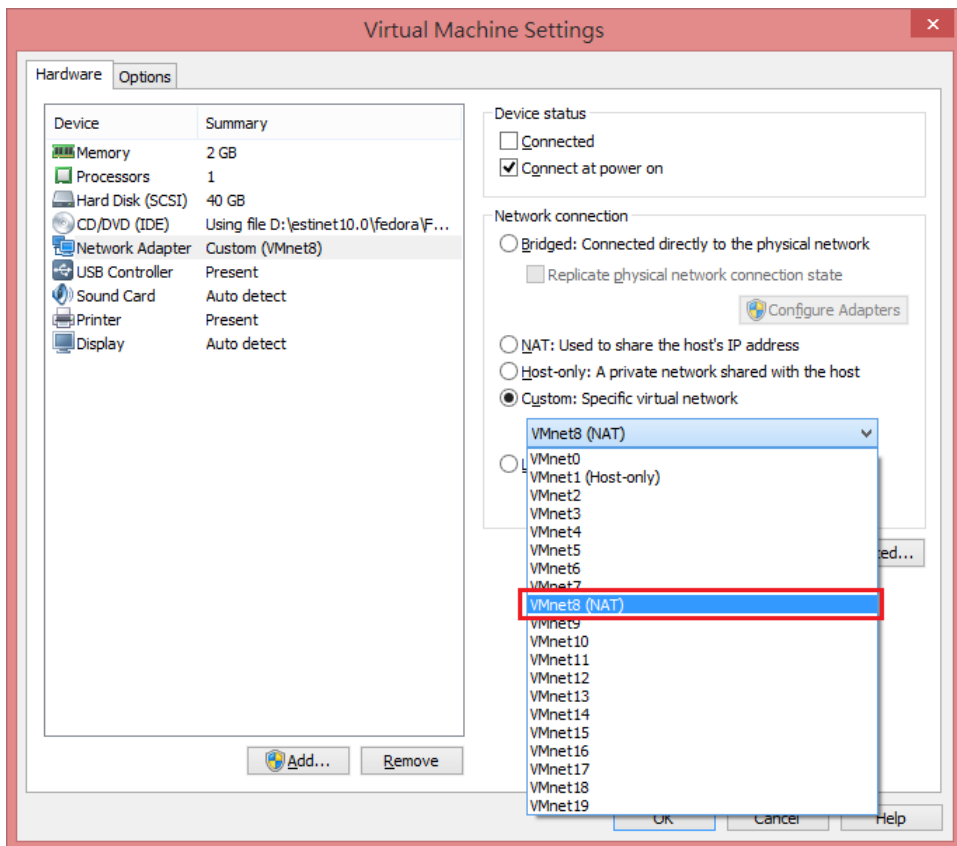 Virtual Machine Settings
Hardware
Options
Device Summary
Memory 2 GB
Processors 1
Hard Disk (SCSI) 40 GB
CD/DVD (IDE) Using file D:\estinet10.0\fedora\F...
Network Adapter Custom (VMnet8)
USB Controller Present
Sound Card Auto detect
Printer Present
Display Auto detect
Add...
Remove
Device status
Connected
Connect at power on
Network connection
Bridged: Connected directly to the physical network
Replicate physical network connection state
Configure Adapters
NAT: Used to share the host's IP address
Host-only: A private network shared with the host
Custom: Specific virtual network
VMnet8 (NAT)
VMnet0
VMnet1 (Host-only)
VMnet2
VMnet3
VMnet4
VMnet5
VMnet6
VMnet7
VMnet8 (NAT)
VMnet9
VMnet10
VMnet11
VMnet12
VMnet13
VMnet14
VMnet15
VMnet16
VMnet17
VMnet18
VMnet19
OK
Cancel
Help